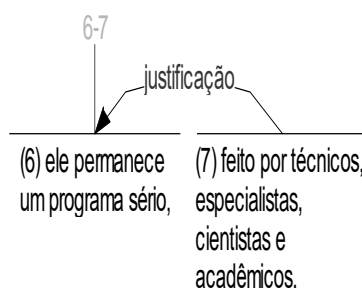 6-7
justificação
(6) ele permanece
um programa sério,
(7) feito por técnicos,
especialistas,
cientistas e
acadêmicos.